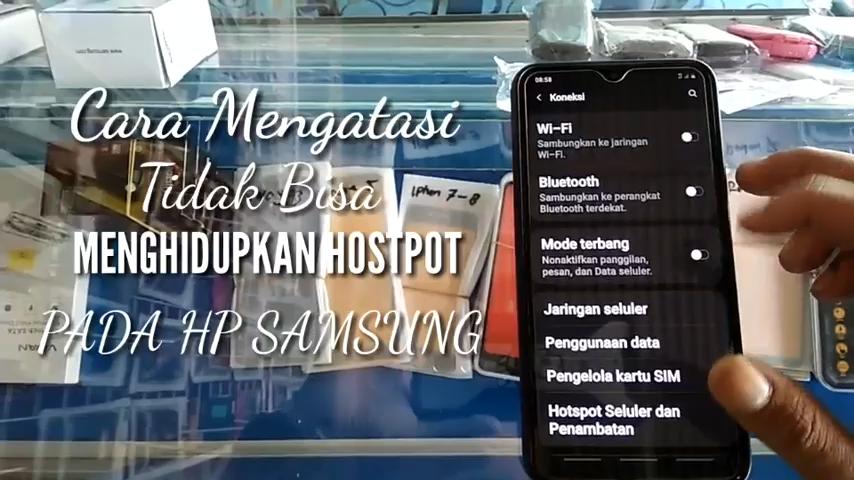 Cara Mengatasi
Tidak Bisa
MENGHIDUPKAN HOSTPOT
PADA HP SAMSUNG
Iphon 7-8
08:58
Koneksi
Wi-Fi
Sambungkan ke jaringan
Wi-Fi.
Bluetooth
Sambungkan ke perangkat
Bluetooth terdekat.
Mode terbang
Nonaktifkan panggilan,
pesan, dan Data seluler.
Jaringan seluler
Penggunaan data
Pengelola kartu SIM
Hotspot Seluler dan
Penambatan